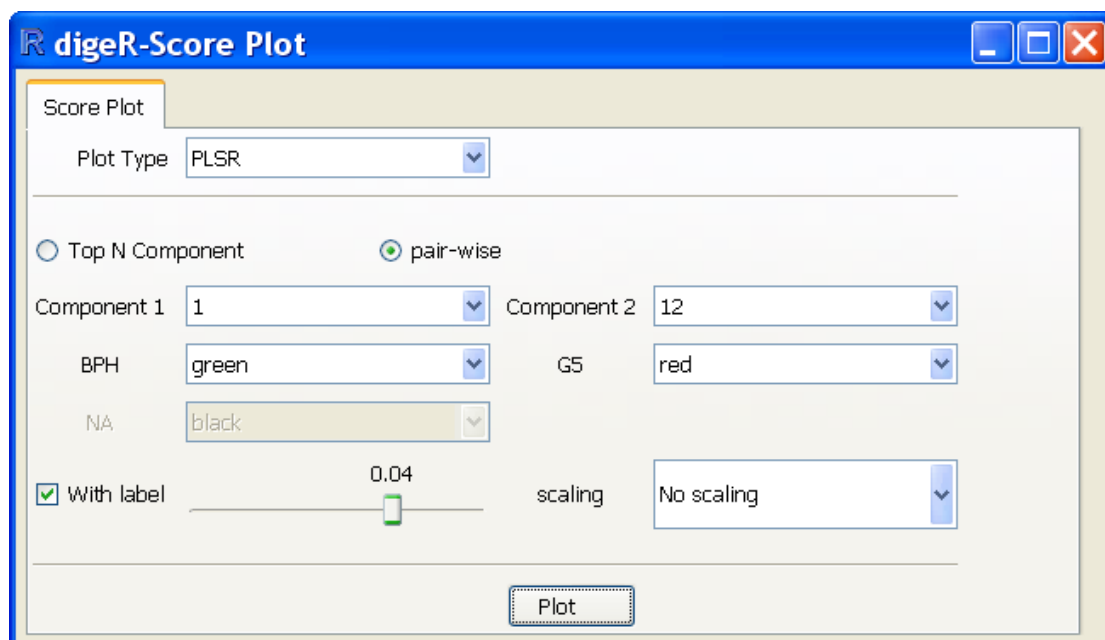 R digeR-Score Plot
Score Plot
Plot Type PLSR
Top N Component pair-wise
Component 1 1 Component 2 12
BPH green G5 red
NA black
0.04
With label scaling No scaling
Plot